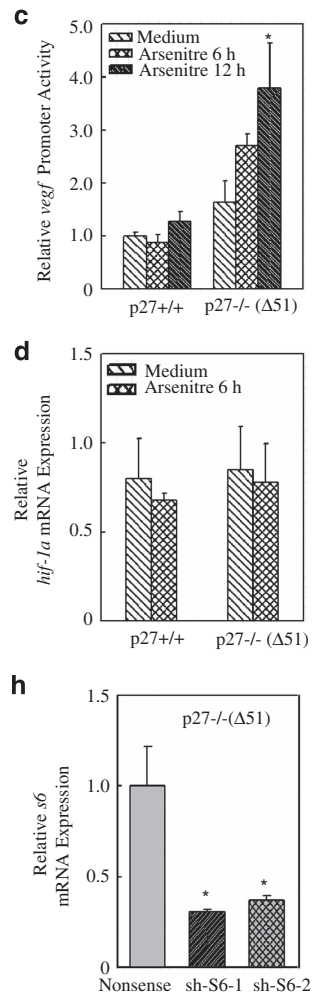 c
Relative vegf Promoter Activity
5.0
4.0
3.0
2.0
1.0
0
Medium
Arsenitre 6 h
Arsenitre 12 h
*
p27+/+ p27-/- (Δ51)
d
Relative
hif-1a mRNA Expression
1.5
1.0
0.5
0
Medium
Arsenitre 6 h
p27+/+ p27-/- (Δ51)
h
Relative s6
mRNA Expression
1.5
1.0
0.5
0
p27-/-(Δ51)
* *
Nonsense sh-S6-1 sh-S6-2